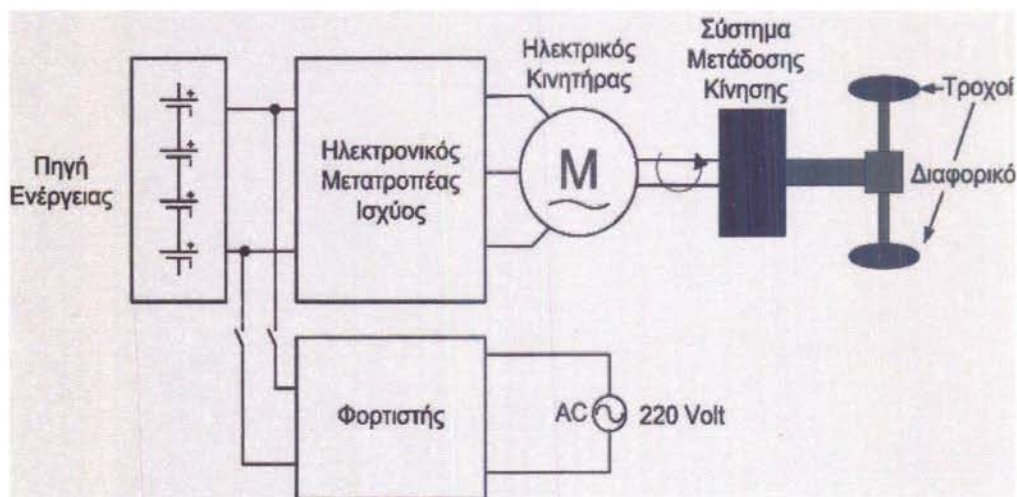 Πηγή
Ενέργειας
Ηλεκτρονικός
Μετατροπέας
Ισχύος
Ηλεκτρικός
Κινητήρας
M
Σύστημα
Μετάδοσης
Κίνησης
Τροχοί
Διαφορικό
Φορτιστής
AC 220 Volt